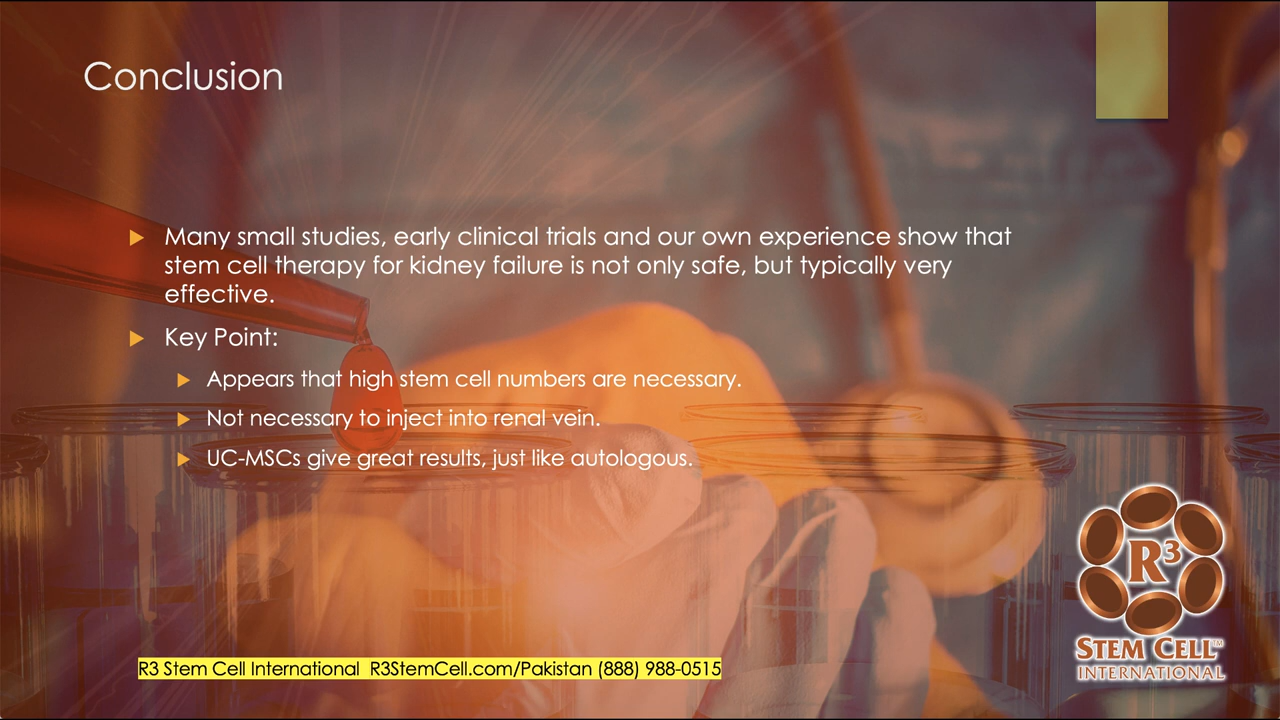 Conclusion
Many small studies, early clinical trials and our own experience show that
stem cell therapy for kidney failure is not only safe, but typically very
effective.
Key Point:
Appears that high stem cell numbers are necessary.
Not necessary to inject into renal vein.
UC-MSCs give great results, just like autologous.
R3
STEM CELL™
INTERNATIONAL
R3 Stem Cell International R3StemCell.com/Pakistan (888) 988-0515